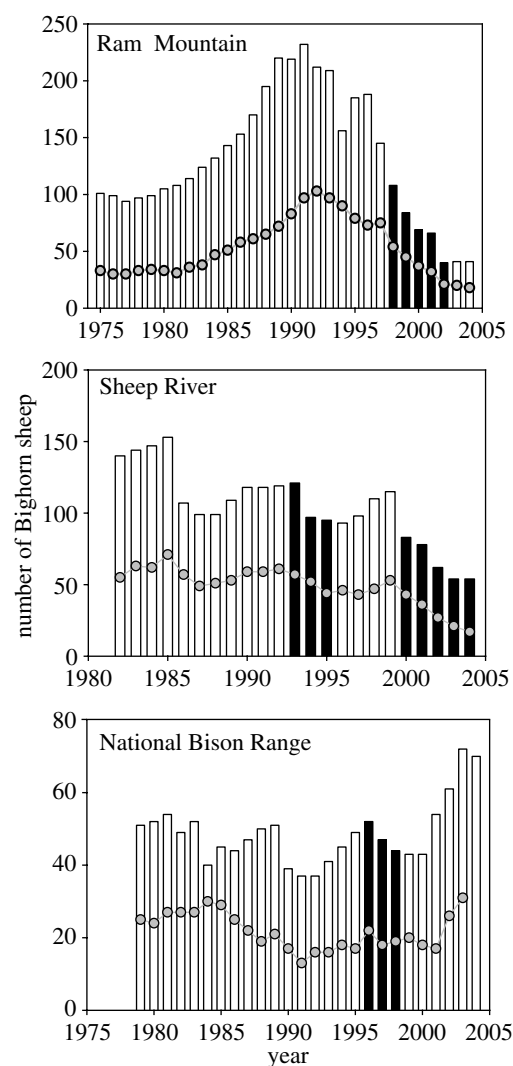 250
Ram Mountain
200
150
100
50
0
1975 1980 1985 1990 1995 2000 2005
number of Bighorn sheep
200
Sheep River
150
100
50
0
1980 1985 1990 1995 2000 2005
80
National Bison Range
60
40
20
0
1975 1980 1985 1990 1995 2000 2005
year